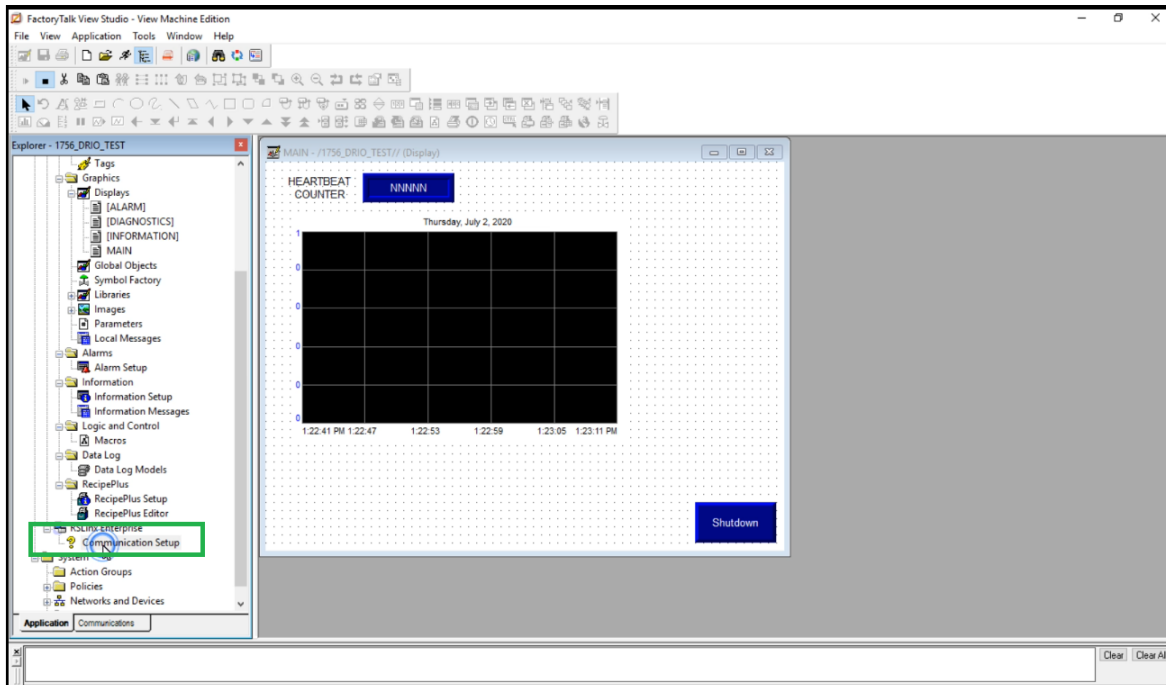 FactoryTalk View Studio - View Machine Edition
File View Application Tools Window Help
Explorer - 1756_DRIO_TEST
Tags
Graphics
Displays
[ALARM]
[DIAGNOSTICS]
[INFORMATION]
MAIN
Global Objects
Symbol Factory
Libraries
Images
Parameters
Local Messages
Alarms
Alarm Setup
Information
Information Setup
Information Messages
Logic and Control
Macros
Data Log
Data Log Models
RecipePlus
RecipePlus Setup
RecipePlus Editor
RSLinx Enterprise
Communication Setup
System
Action Groups
Policies
Networks and Devices
Application Communications
MAIN - /1756_DRIO_TEST// (Display)
HEARTBEAT
COUNTER
NNNNN
Thursday, July 2, 2020
1
0
0
0
0
0
1:22:41 PM 1:22:47 1:22:53 1:22:59 1:23:05 1:23:11 PM
Shutdown
Clear Clear Al